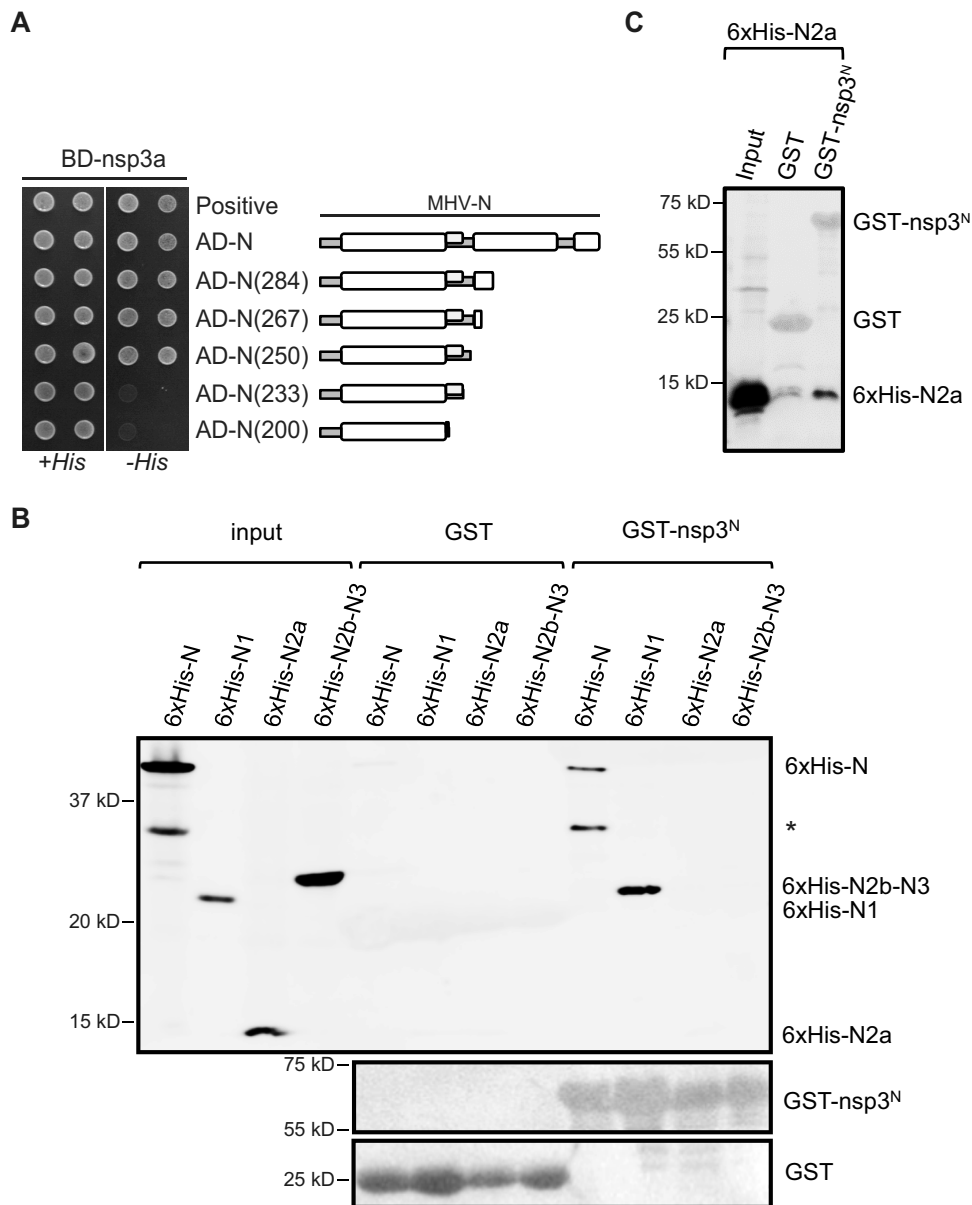 A
BD-nsp3a
Positive
AD-N
AD-N(284)
AD-N(267)
AD-N(250)
AD-N(233)
AD-N(200)
+His
-His
MHV-N
C
6xHis-N2a
Input
GST
GST-nsp3ᴺ
75 kD
55 kD
25 kD
15 kD
GST-nsp3ᴺ
GST
6xHis-N2a
B
input
GST
GST-nsp3ᴺ
6xHis-N
6xHis-N1
6xHis-N2a
6xHis-N2b-N3
6xHis-N
6xHis-N1
6xHis-N2a
6xHis-N2b-N3
6xHis-N
6xHis-N1
6xHis-N2a
6xHis-N2b-N3
37 kD
20 kD
15 kD
6xHis-N
*
6xHis-N2b-N3
6xHis-N1
6xHis-N2a
75 kD
55 kD
GST-nsp3ᴺ
25 kD
GST